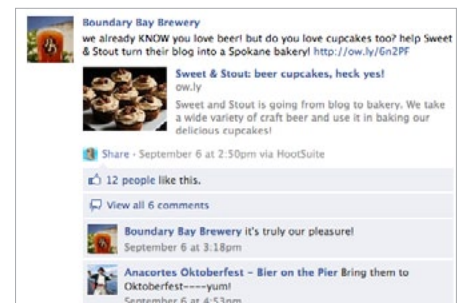 Boundary Bay Brewery
we already KNOW you love beer! but do you love cupcakes too? help Sweet
& Stout turn their blog into a Spokane bakery! http://ow.ly/6n2PF
Sweet & Stout: beer cupcakes, heck yes!
ow.ly
Sweet and Stout is going from blog to bakery. We take
a wide variety of craft beer and use it in baking our
delicious cupcakes!
Share · September 6 at 2:50pm via HootSuite
12 people like this.
View all 6 comments
Boundary Bay Brewery it's truly our pleasure!
September 6 at 3:18pm
Anacortes Oktoberfest - Bier on the Pier Bring them to
Oktoberfest----yum!
September 6 at 4:53pm